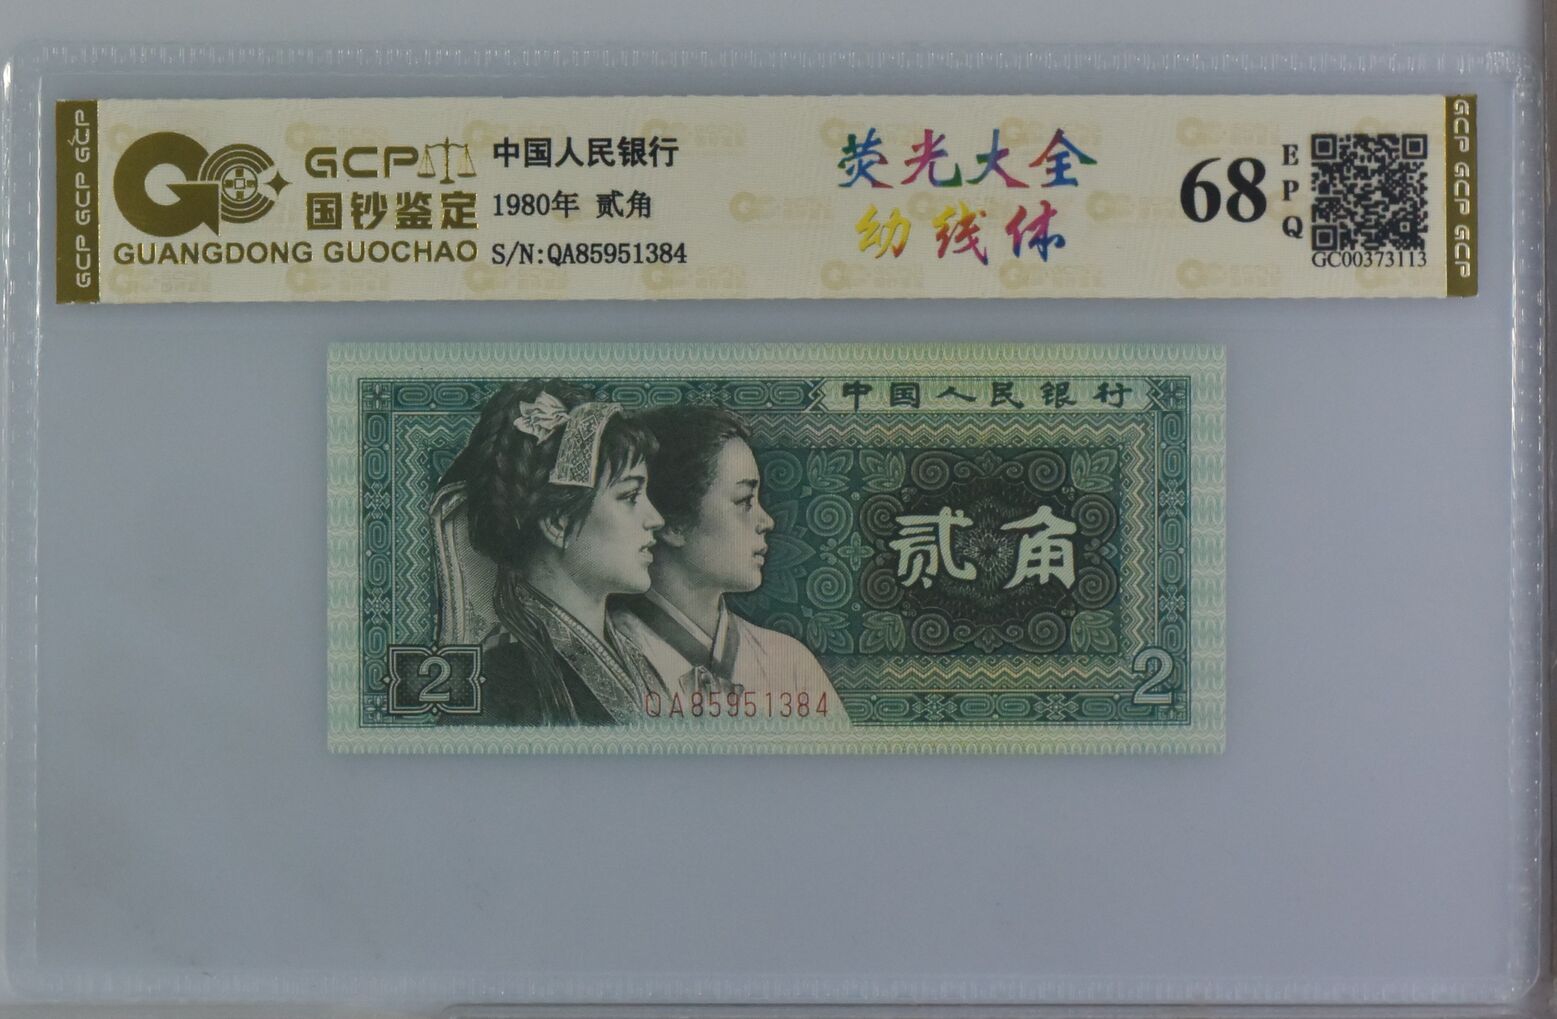 GCP GCP GCP
GCP
国钞鉴定
GUANGDONG GUOCHAO
中国人民银行
1980年 贰角
S/N:QA85951384
荧光大全
幼线体
68
EPQ
GC00373113
GCP GCP GCP
中国人民银行
贰角
2
2
QA85951384